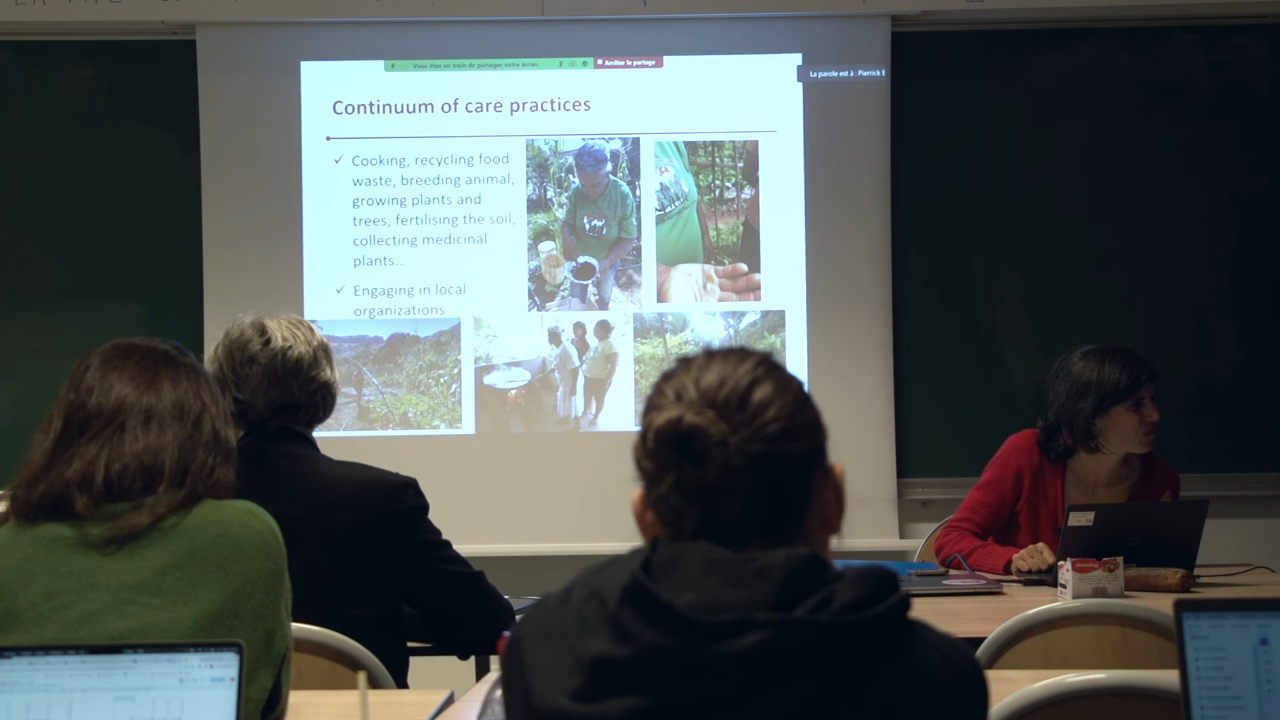 Vous êtes en train de partager votre écran
Arrêter le partage
La parole est à : Pierrick
Continuum of care practices
✓ Cooking, recycling food
waste, breeding animal,
growing plants and
trees, fertilising the soil,
collecting medicinal
plants...
✓ Engaging in local
organizations